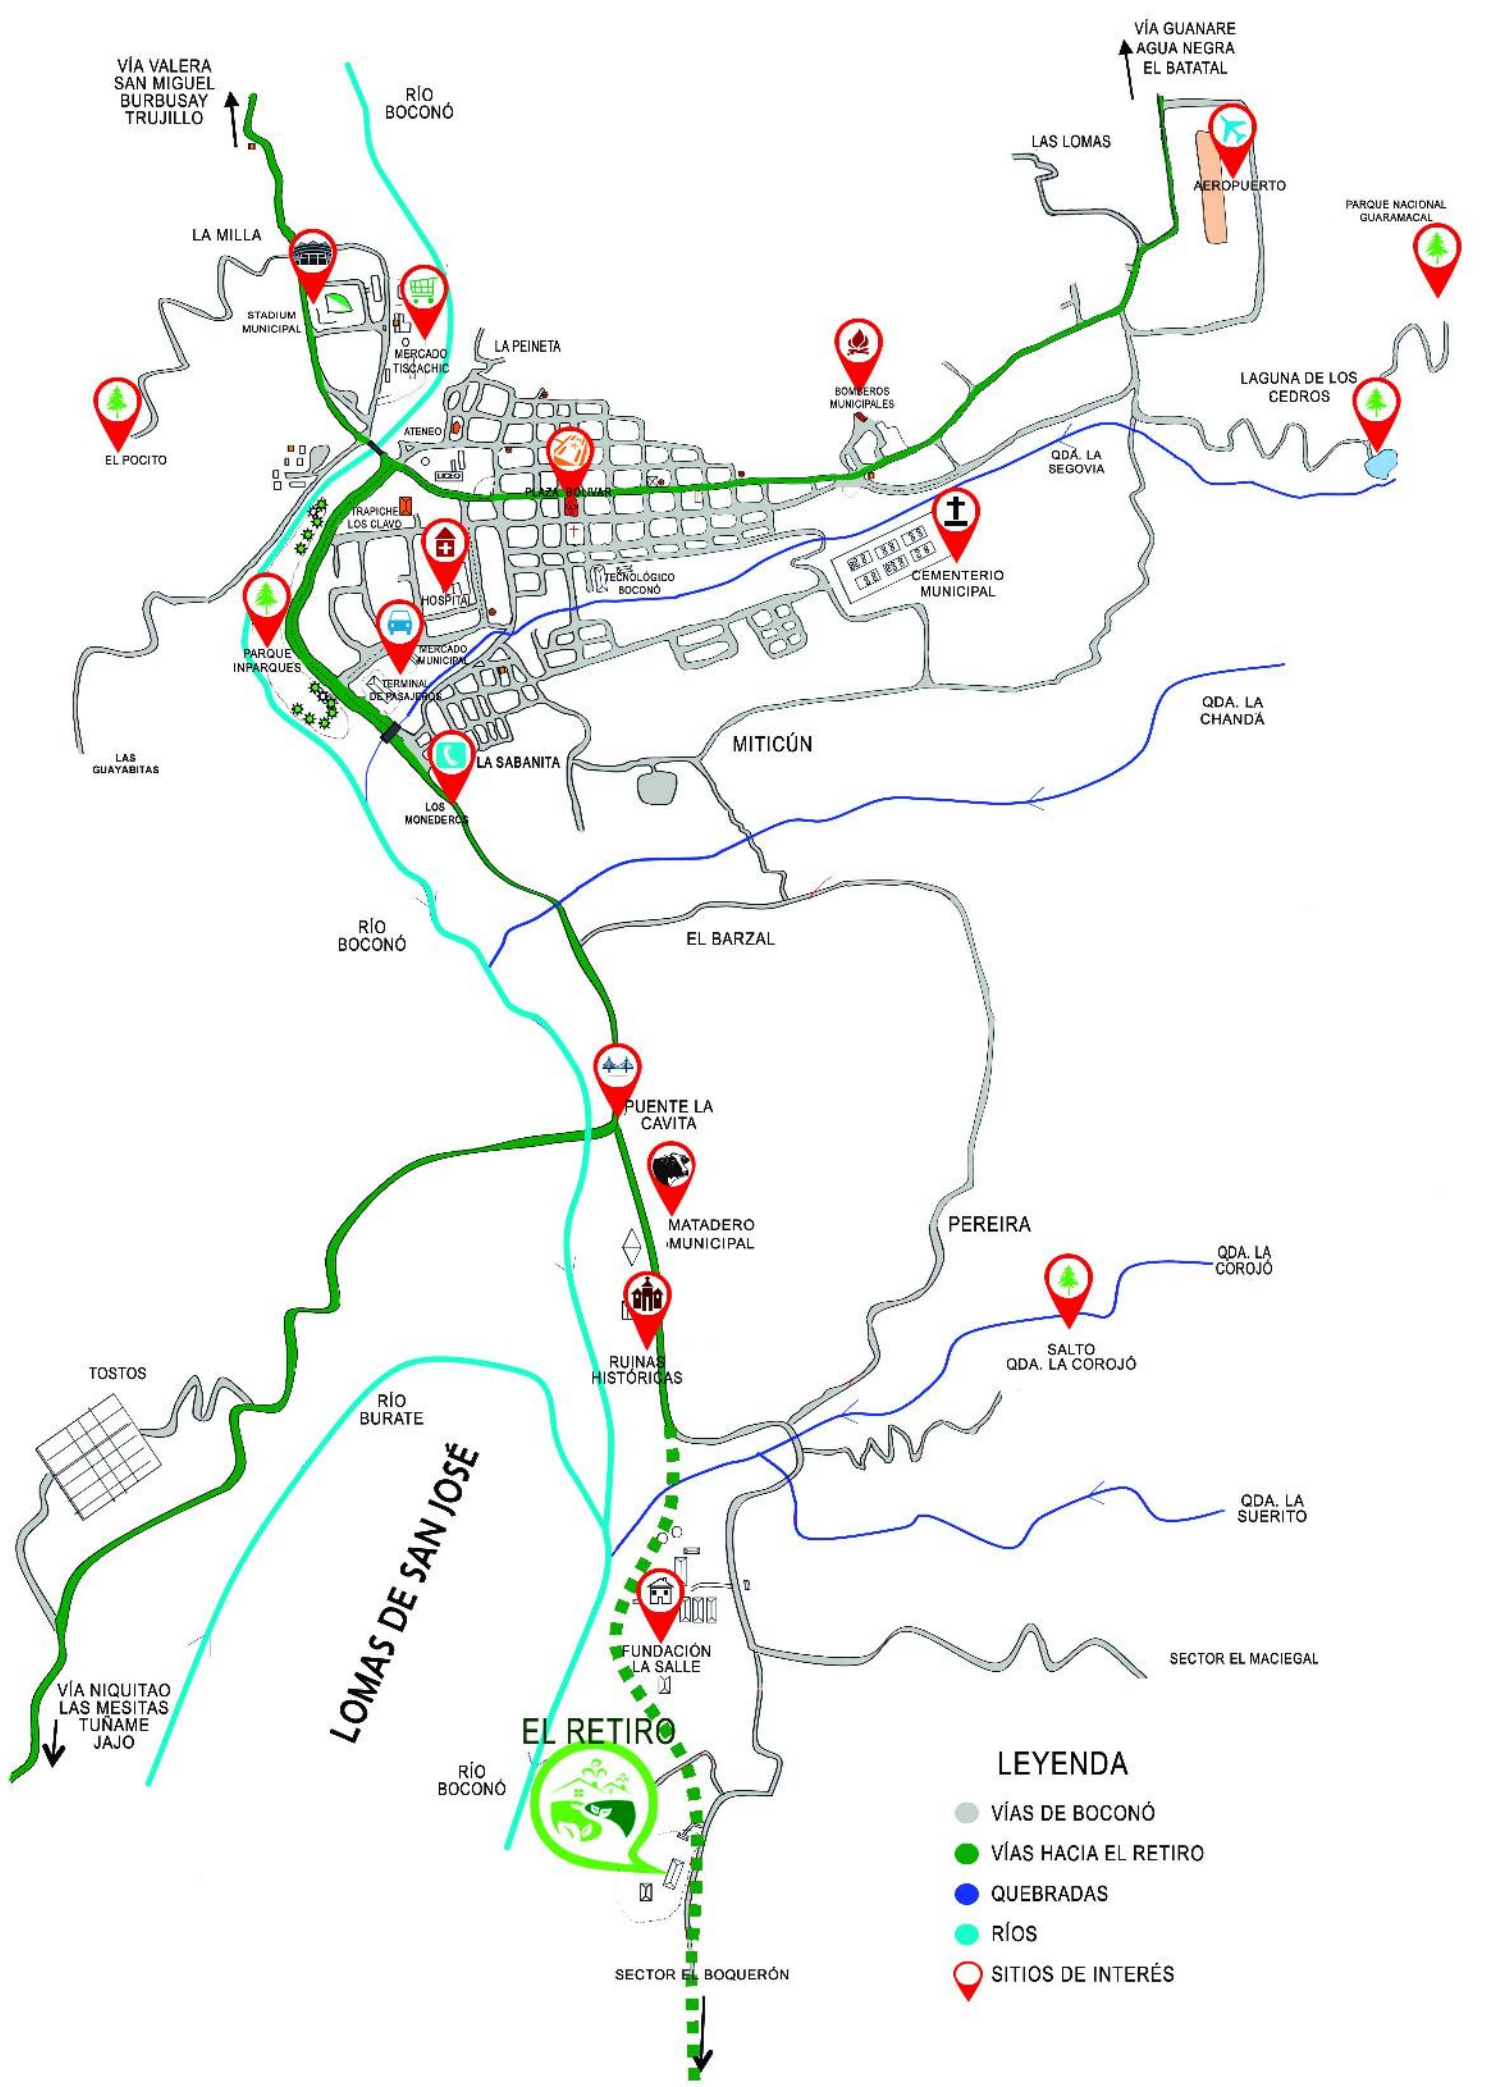 VÍA GUANARE
AGUA NEGRA
EL BATATAL
VÍA VALERA
SAN MIGUEL
BURBUSAY
TRUJILLO
RÍO
BOCONÓ
LAS LOMAS
AEROPUERTO
PARQUE NACIONAL
GUARAMACAL
LA MILLA
STADIUM
MUNICIPAL
MERCADO
TISCACHIC
LA PEINETA
BOMBEROS
MUNICIPALES
LAGUNA DE LOS
CEDROS
EL POCITO
ATENEO
LICEO
QDA. LA
SEGOVIA
PLAZA BOLIVAR
TRAPICHE
LOS CLAVO
TECNOLÓGICO
BOCONÓ
CEMENTERIO
MUNICIPAL
HOSPITAL
PARQUE
INPARQUES
MERCADO
MUNICIPAL
TERMINAL
DE PASAJEROS
QDA. LA
CHANDA
MITICÚN
LAS
GUAYABITAS
LA SABANITA
LOS
MONEDEROS
RÍO
BOCONÓ
EL BARZAL
PUENTE LA
CAVITA
MATADERO
MUNICIPAL
PEREIRA
QDA. LA
COROJÓ
SALTO
QDA. LA COROJÓ
RUINAS
HISTÓRICAS
TOSTOS
RÍO
BURATE
LOMAS DE SAN JOSÉ
QDA. LA
SUERITO
FUNDACIÓN
LA SALLE
SECTOR EL MACIEGAL
VÍA NIQUITAO
LAS MESITAS
TUÑAME
JAJO
EL RETIRO
RÍO
BOCONÓ
LEYENDA
VÍAS DE BOCONÓ
VÍAS HACIA EL RETIRO
QUEBRADAS
RÍOS
SITIOS DE INTERÉS
SECTOR EL BOQUERÓN